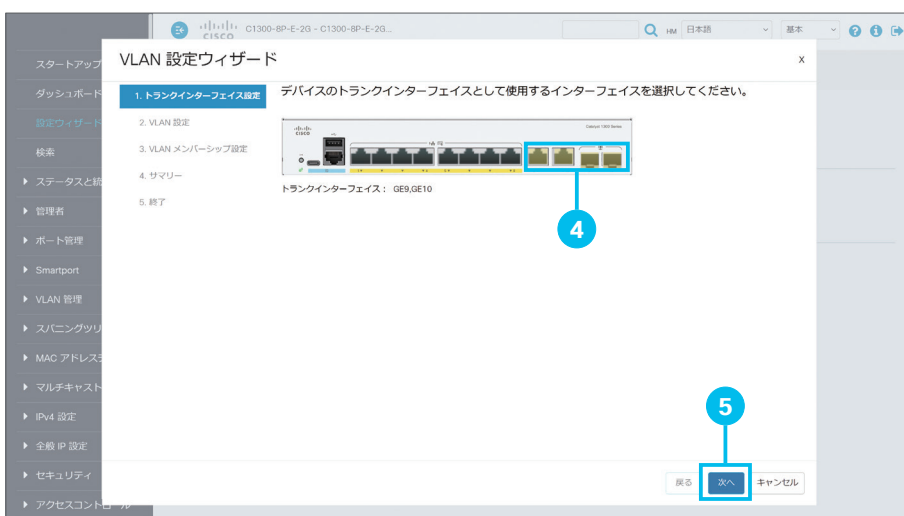 CISCO C1300-8P-E-2G - C1300-8P-E-2G... HM 日本語 基本
VLAN 設定ウィザード X
スタートアップ
ダッシュボード
設定ウィザード
検索
ステータスと統
管理者
ポート管理
Smartport
VLAN 管理
スパニングツリ
MAC アドレステ
マルチキャスト
IPv4 設定
全般 IP 設定
セキュリティ
アクセスコントロール
1. トランクインターフェイス設定
2. VLAN 設定
3. VLAN メンバーシップ設定
4. サマリー
5. 終了
デバイスのトランクインターフェイスとして使用するインターフェイスを選択してください。
CISCO Catalyst 1300 Series
トランクインターフェイス： GE9,GE10
4
5
戻る 次へ キャンセル